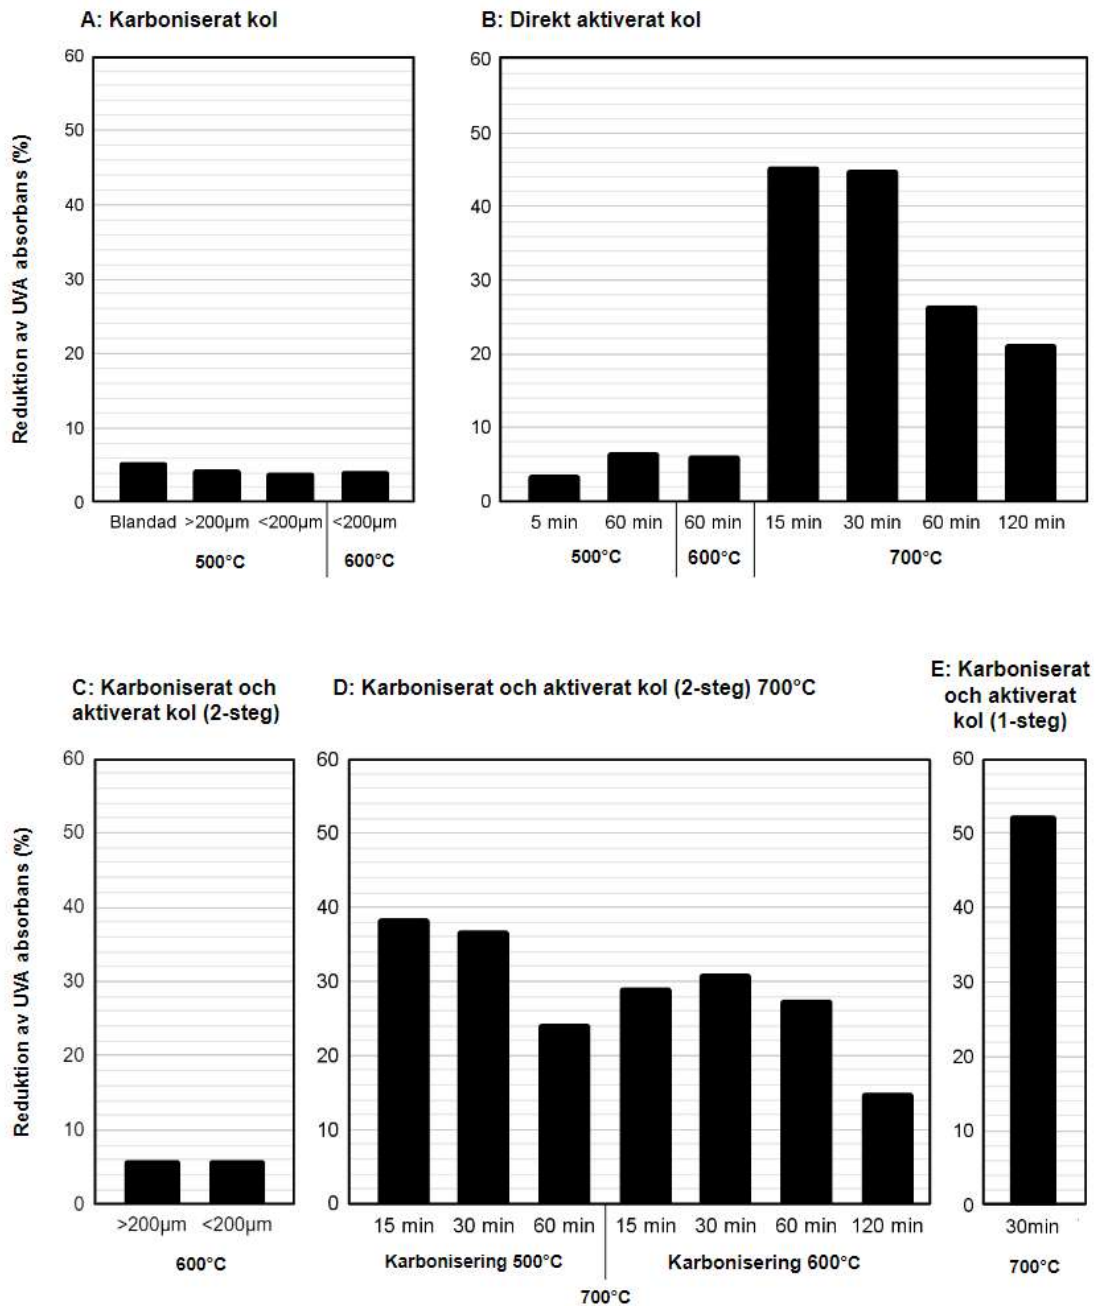 A: Karboniserat kol
B: Direkt aktiverat kol
Reduktion av UVA absorbans (%)
60
50
40
30
20
10
0
Blandad >200µm <200µm <200µm
500°C 600°C
60
50
40
30
20
10
0
5 min 60 min 60 min 15 min 30 min 60 min 120 min
500°C 600°C 700°C
C: Karboniserat och
aktiverat kol (2-steg)
D: Karboniserat och aktiverat kol (2-steg) 700°C
E: Karboniserat
och aktiverat
kol (1-steg)
Reduktion av UVA absorbans (%)
60
50
40
30
20
10
0
>200µm <200µm
600°C
60
50
40
30
20
10
0
15 min 30 min 60 min 15 min 30 min 60 min 120 min
Karbonisering 500°C Karbonisering 600°C
700°C
60
50
40
30
20
10
0
30min
700°C